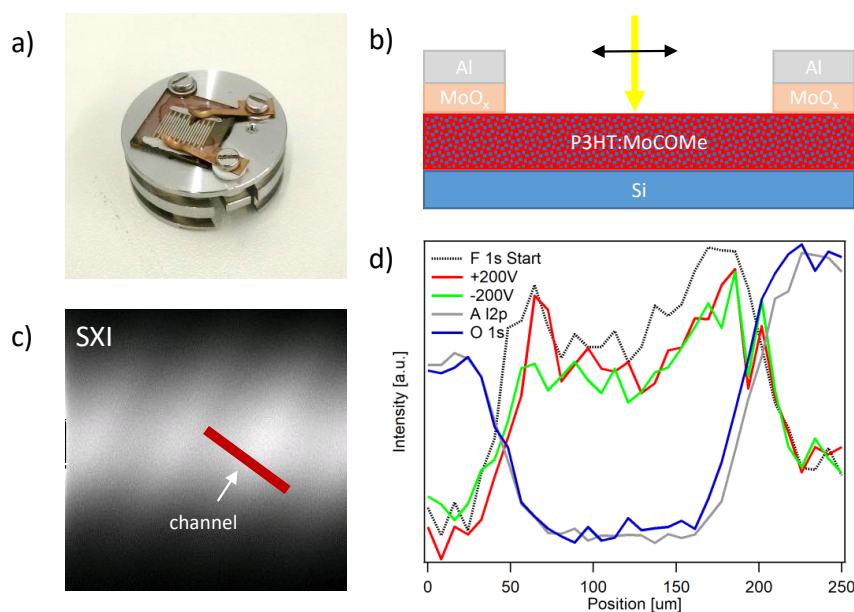 a)
b)
Al
Al
MoOₓ
MoOₓ
P3HT:MoCOMe
Si
c)
SXI
channel
d)
F 1s Start
+200V
-200V
A l2p
O 1s
Intensity [a.u.]
0
50
100
150
200
250
Position [um]